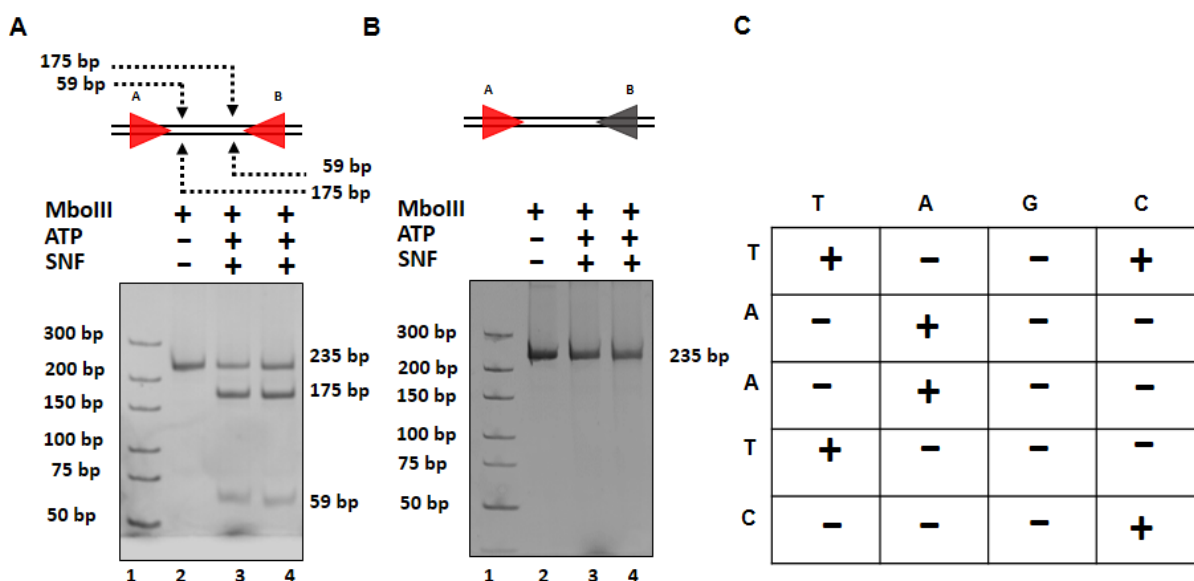 A
175 bp
59 bp
A B
59 bp
175 bp
MboIII + + +
ATP − + +
SNF − + +
300 bp
200 bp
150 bp
100 bp
75 bp
50 bp
235 bp
175 bp
59 bp
1 2 3 4
B
A B
MboIII + + +
ATP − + +
SNF − + +
300 bp
200 bp
150 bp
100 bp
75 bp
50 bp
235 bp
1 2 3 4
C
T A G C
T + − − +
A − + − −
A − + − −
T + − − −
C − − − +